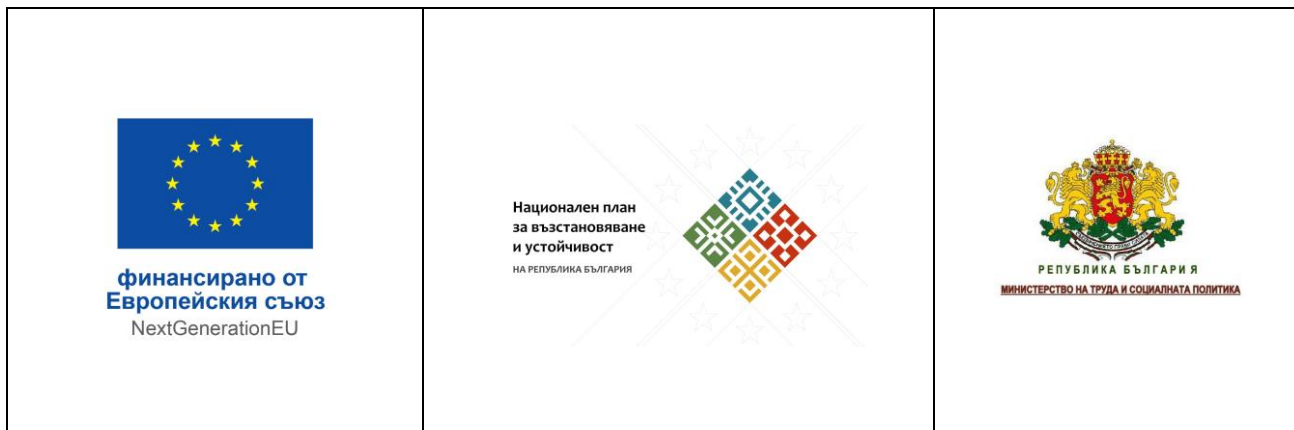 финансирано от
Европейския съюз
NextGenerationEU
Национален план
за възстановяване
и устойчивост
НА РЕПУБЛИКА БЪЛГАРИЯ
РЕПУБЛИКА БЪЛГАРИЯ
МИНИСТЕРСТВО НА ТРУДА И СОЦИАЛНАТА ПОЛИТИКА